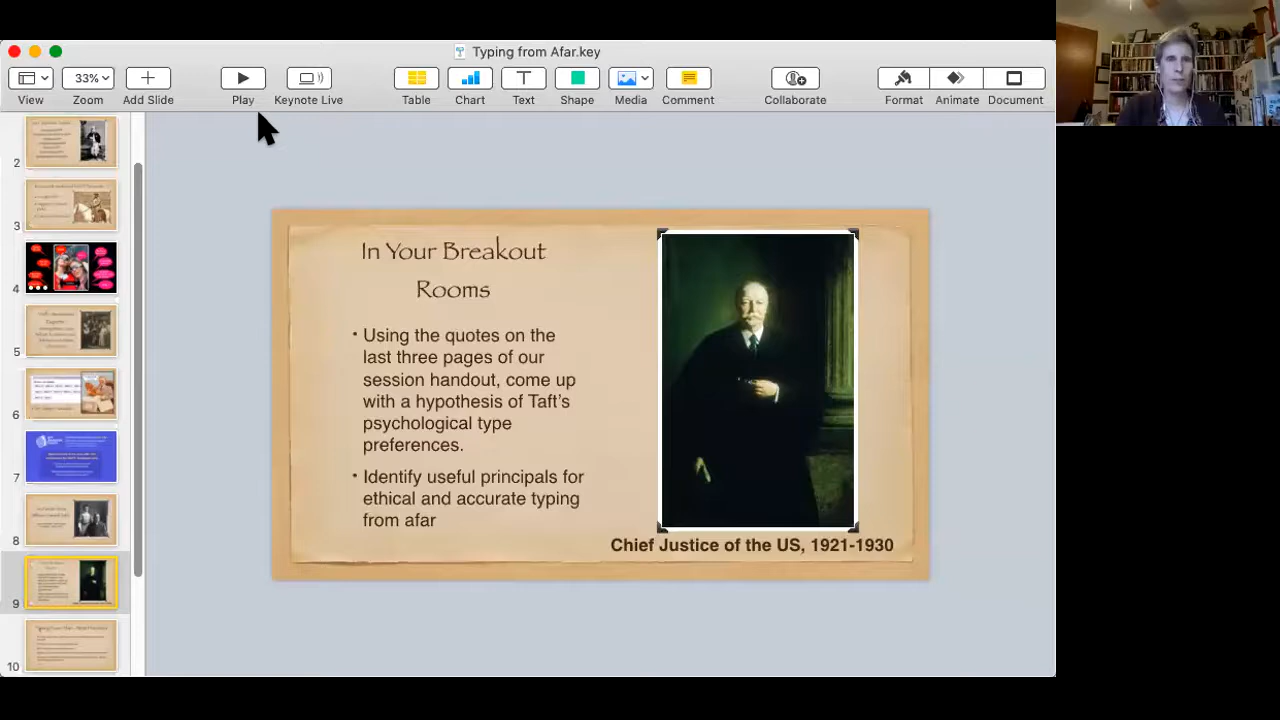 Typing from Afar.key
33%
View
Zoom
Add Slide
Play
Keynote Live
Table
Chart
Text
Shape
Media
Comment
Collaborate
Format
Animate
Document
2
3
4
5
6
7
8
9
10
In Your Breakout
Rooms
• Using the quotes on the
last three pages of our
session handout, come up
with a hypothesis of Taft's
psychological type
preferences.
• Identify useful principals for
ethical and accurate typing
from afar
Chief Justice of the US, 1921-1930